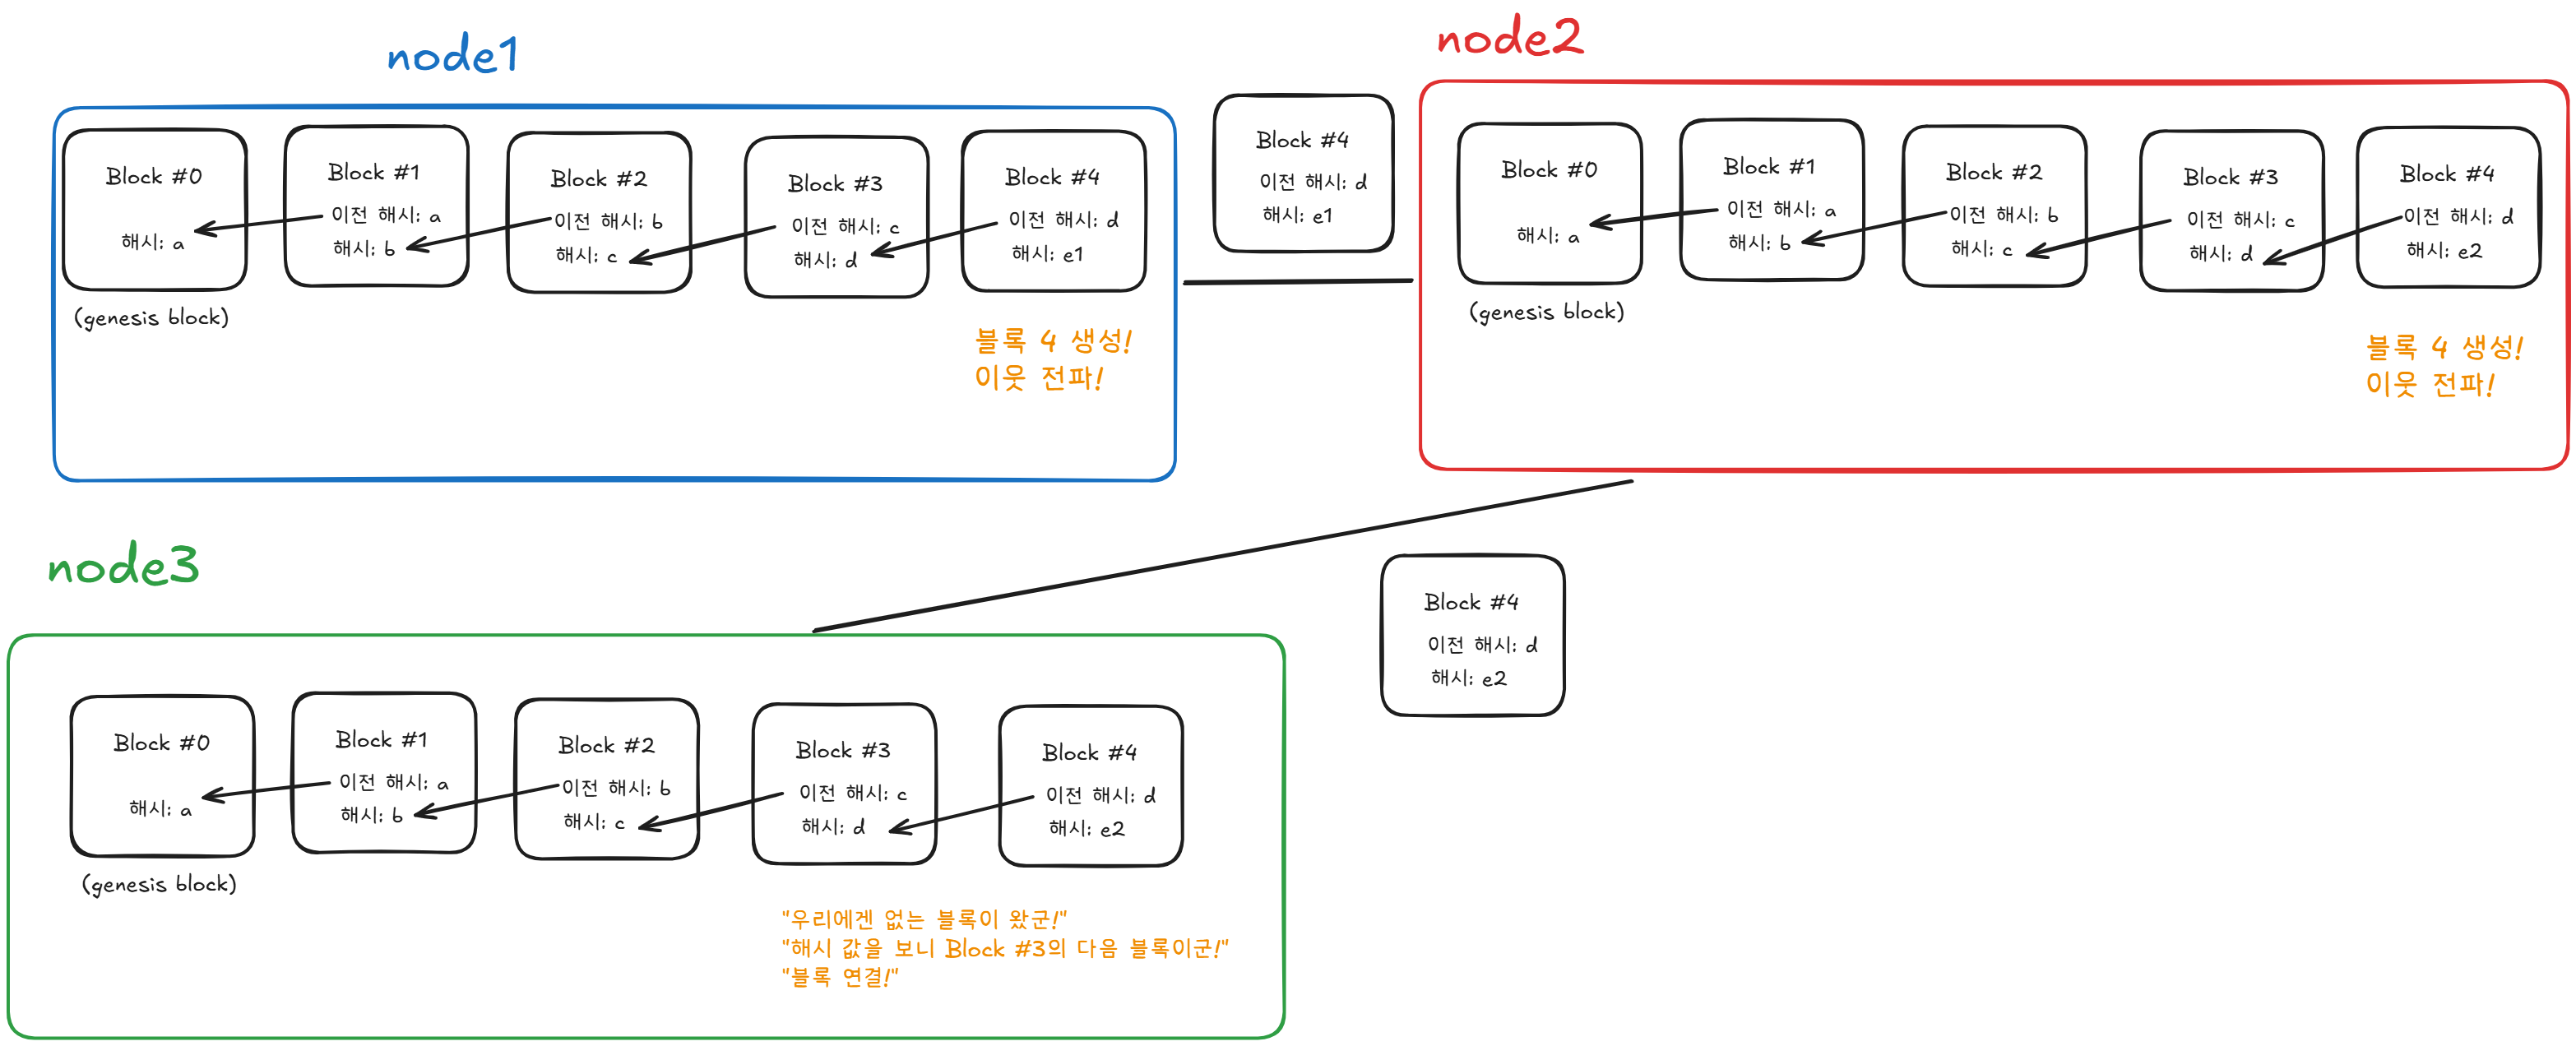 node1
Block #0
해시: a
(genesis block)
Block #1
이전 해시: a
해시: b
Block #2
이전 해시: b
해시: c
Block #3
이전 해시: c
해시: d
Block #4
이전 해시: d
해시: e1
블록 4 생성!
이웃 전파!
Block #4
이전 해시: d
해시: e1
node2
Block #0
해시: a
(genesis block)
Block #1
이전 해시: a
해시: b
Block #2
이전 해시: b
해시: c
Block #3
이전 해시: c
해시: d
Block #4
이전 해시: d
해시: e2
블록 4 생성!
이웃 전파!
Block #4
이전 해시: d
해시: e2
node3
Block #0
해시: a
(genesis block)
Block #1
이전 해시: a
해시: b
Block #2
이전 해시: b
해시: c
Block #3
이전 해시: c
해시: d
Block #4
이전 해시: d
해시: e2
"우리에겐 없는 블록이 왔군!"
"해시 값을 보니 Block #3의 다음 블록이군!"
"블록 연결!"